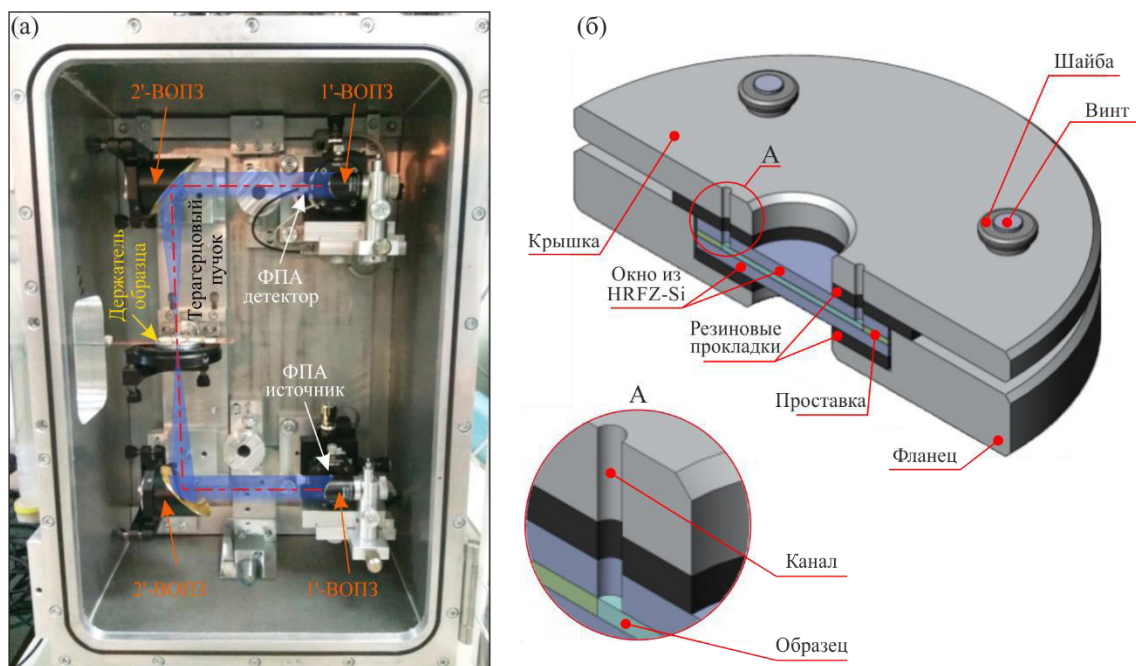 (а)
2'-ВОПЗ
1'-ВОПЗ
Держатель
образца
Терагерцовый
пучок
ФПА
детектор
ФПА
источник
2'-ВОПЗ
1'-ВОПЗ
(б)
Шайба
Винт
А
Крышка
Окно из
HRFZ-Si
Резиновые
прокладки
Проставка
Фланец
А
Канал
Образец